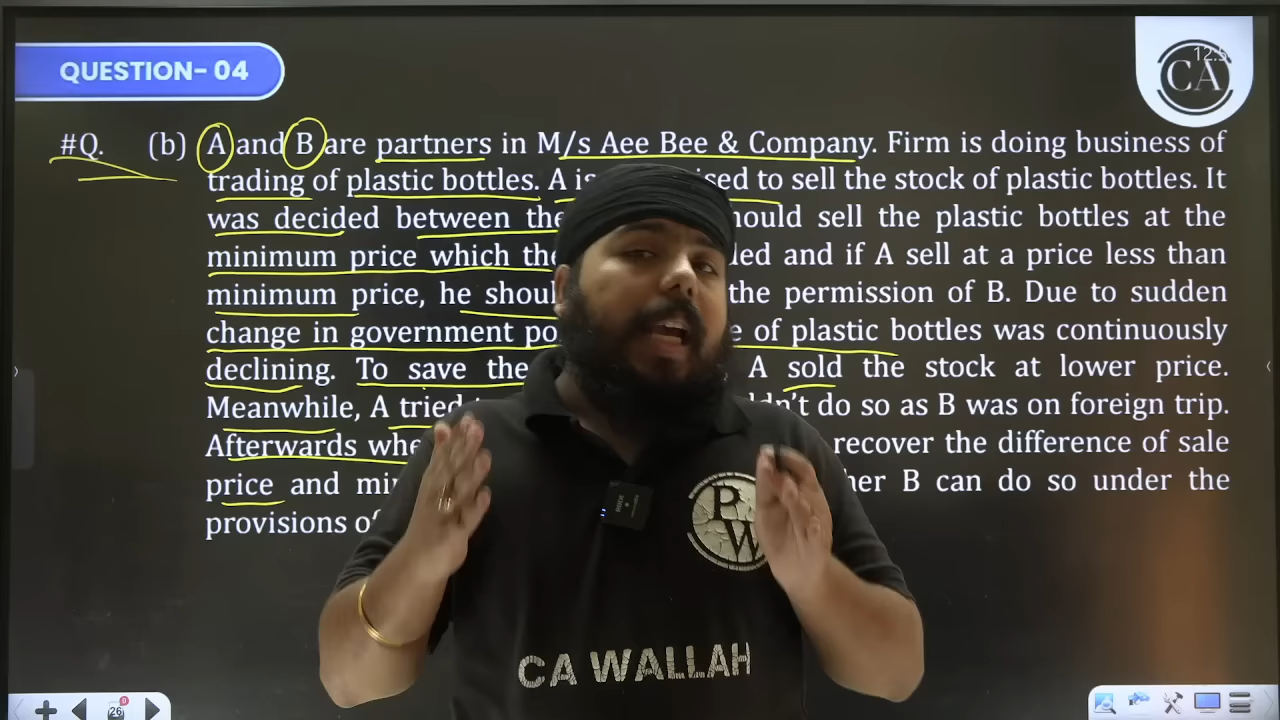 QUESTION- 04
12:5
CA
#Q. (b) A and B are partners in M/s Aee Bee & Company. Firm is doing business of
trading of plastic bottles. A is ised to sell the stock of plastic bottles. It
was decided between the hould sell the plastic bottles at the
minimum price which the ded and if A sell at a price less than
minimum price, he shoul the permission of B. Due to sudden
change in government po e of plastic bottles was continuously
declining. To save the A sold the stock at lower price.
Meanwhile, A tried ldn't do so as B was on foreign trip.
Afterwards whe recover the difference of sale
price and mi her B can do so under the
provisions of
PW
CA WALLAH
26
0